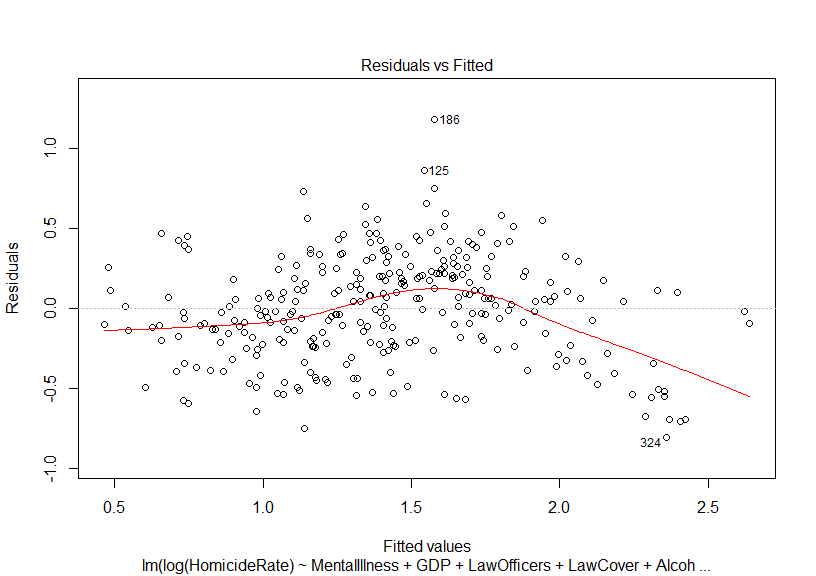 Residuals vs Fitted
1.0
0.5
0.0
-0.5
-1.0
Residuals
186
125
324
0.5 1.0 1.5 2.0 2.5
Fitted values
lm(log(HomicideRate) ~ MentalIllness + GDP + LawOfficers + LawCover + Alcoh ...